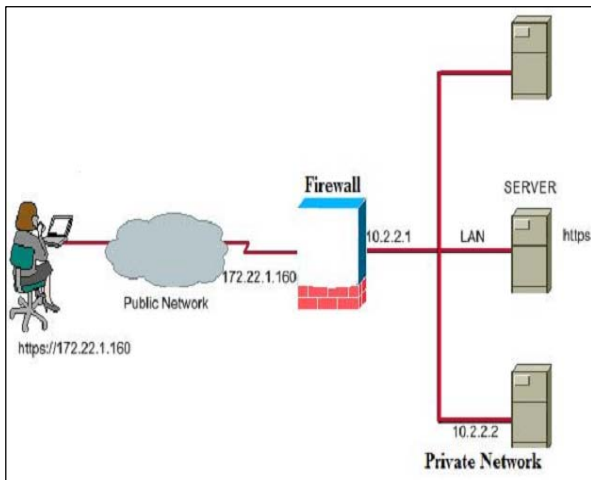 Firewall
SERVER
10.2.2.1
LAN
https
172.22.1.160
Public Network
https://172.22.1.160
10.2.2.2
Private Network